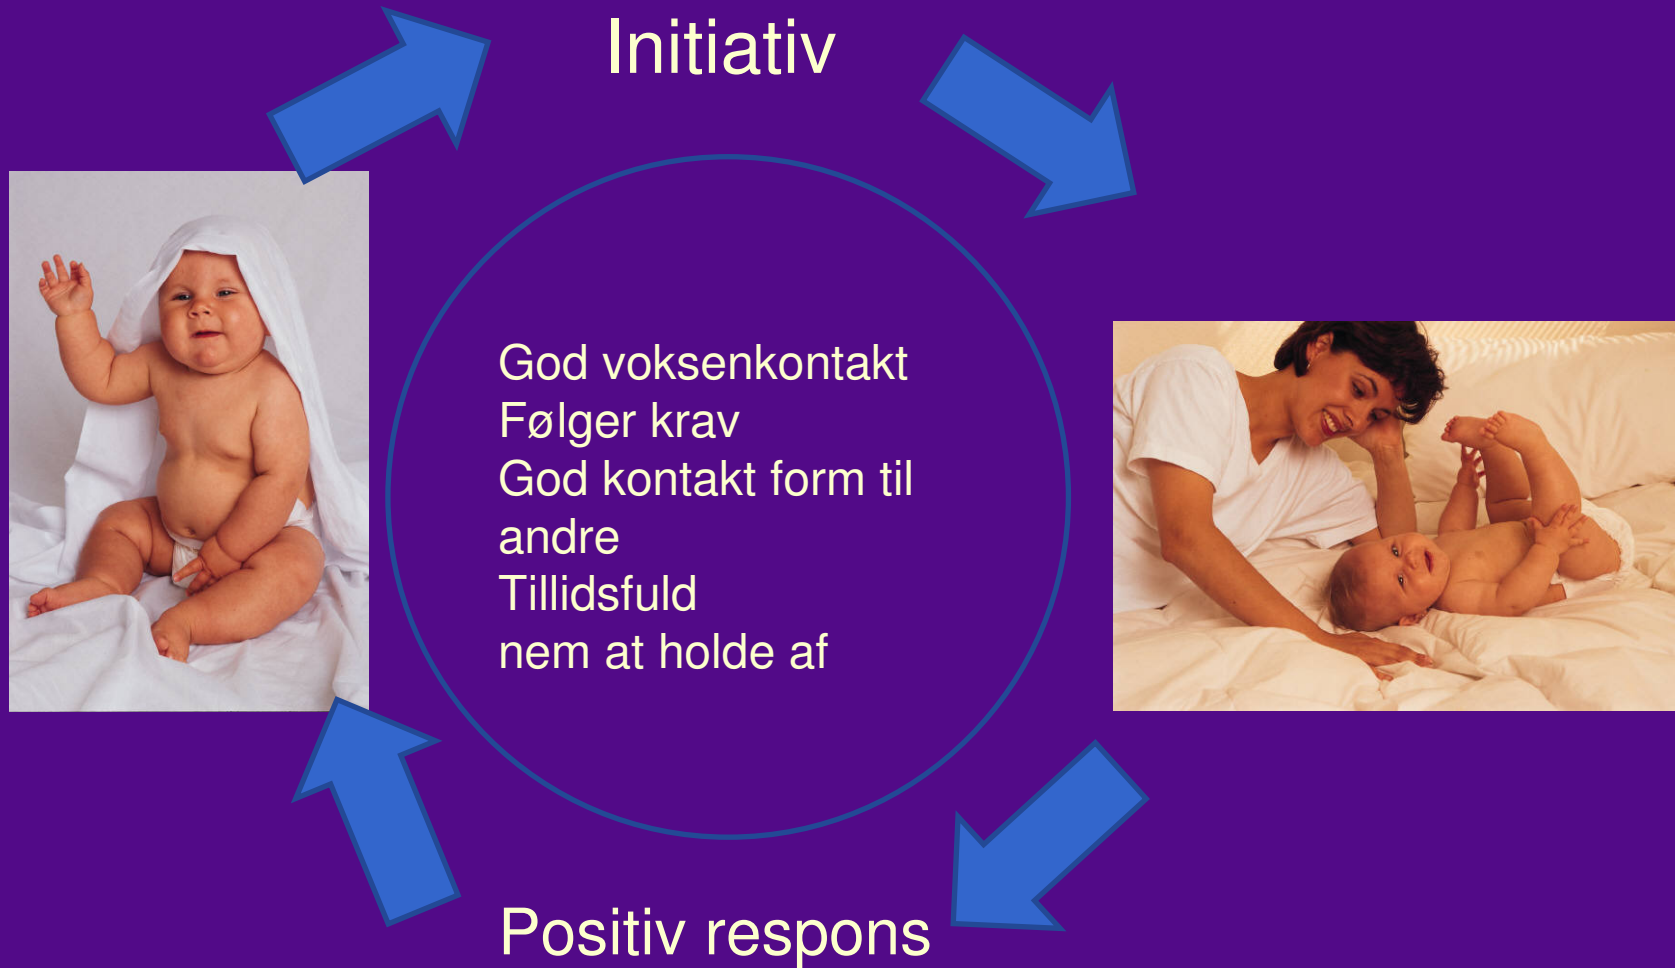 Initiativ
God voksenkontakt
Følger krav
God kontakt form til
andre
Tillidsfuld
nem at holde af
Positiv respons